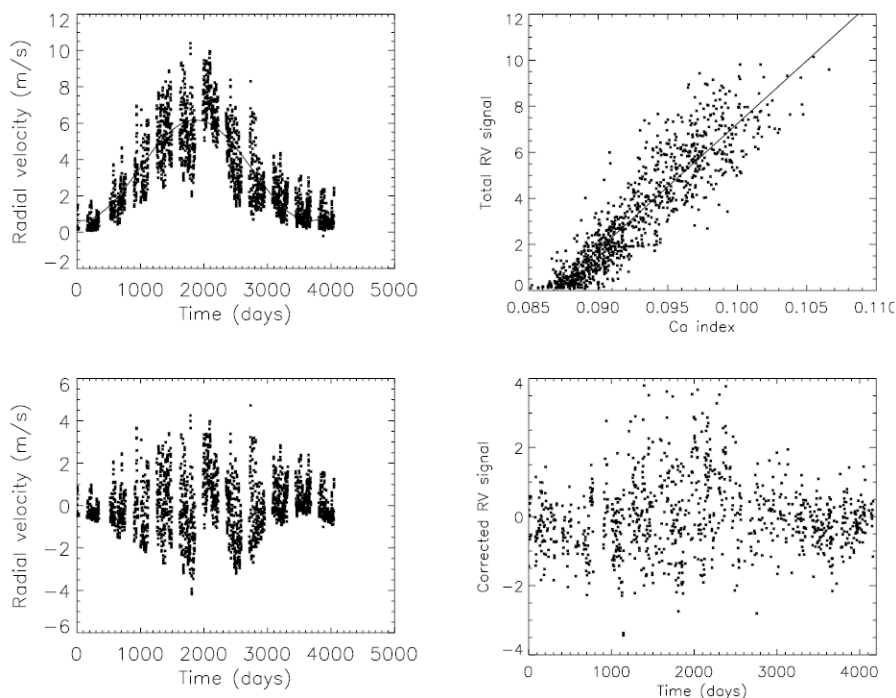 12
10
8
6
4
2
0
−2
0 1000 2000 3000 4000 5000
Time (days)
Radial velocity (m/s)
12
10
8
6
4
2
0
0.085 0.090 0.095 0.100 0.105 0.110
Ca index
Total RV signal
6
4
2
0
−2
−4
−6
0 1000 2000 3000 4000 5000
Time (days)
Radial velocity (m/s)
4
2
0
−2
−4
0 1000 2000 3000 4000
Time (days)
Corrected RV signal